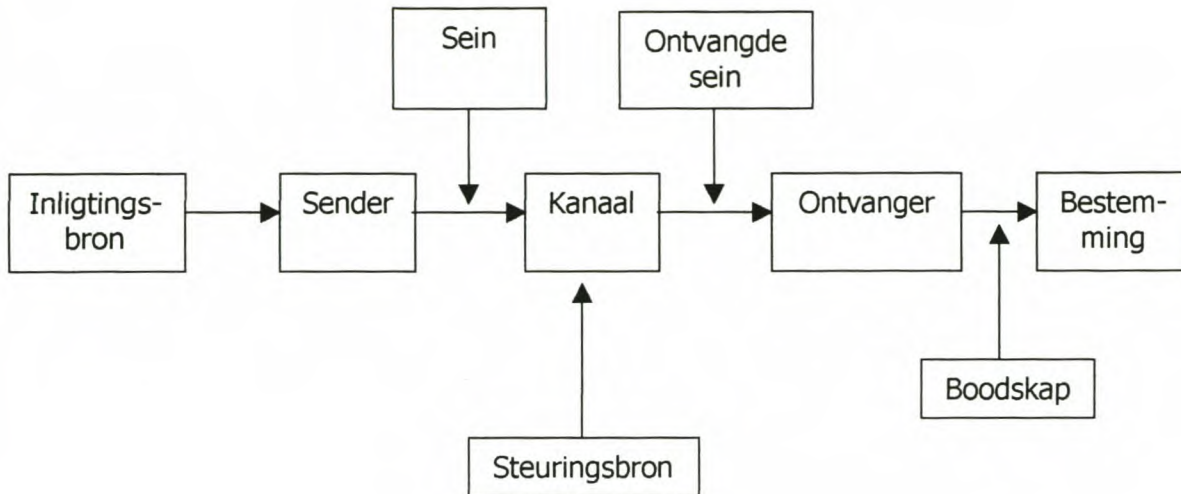 Sein
Ontvangde
sein
Inligtings-
bron
Sender
Kanaal
Ontvanger
Bestem-
ming
Boodskap
Steuringsbron